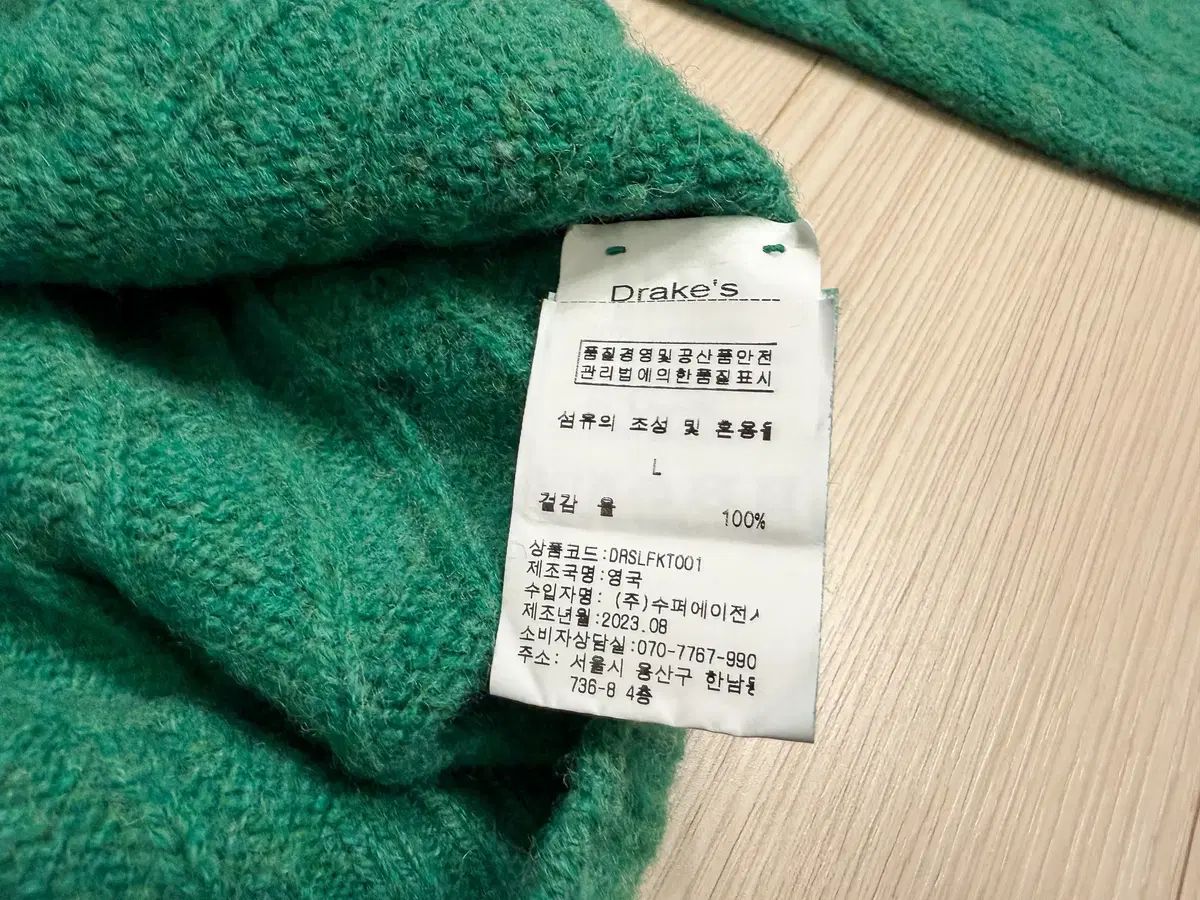 Drake's
품질경영및공산품안전
관리법에의한품질표시
섬유의 조성 및 혼용율
L
겉감 울 100%
상품코드:DRSLFKT001
제조국명:영국
수입자명: (주)수퍼에이전시
제조년월:2023.08
소비자상담실:070-7767-990
주소: 서울시 용산구 한남동
736-8 4층